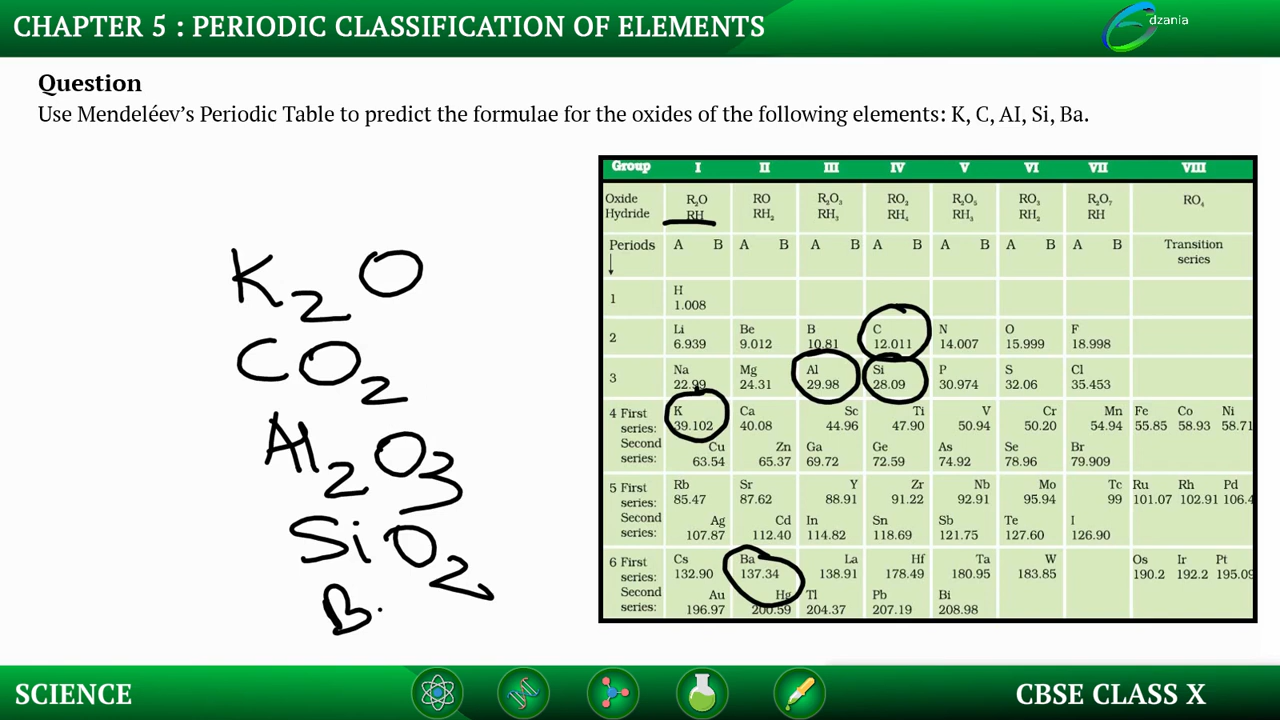 CHAPTER 5 : PERIODIC CLASSIFICATION OF ELEMENTS
dzania
Question
Use Mendeléev's Periodic Table to predict the formulae for the oxides of the following elements: K, C, AI, Si, Ba.
K₂O
CO₂
Al₂O₃
SiO₂
B
Group I II III IV V VI VII VIII
Oxide R₂O RO R₂O₃ RO₂ R₂O₅ RO₃ R₂O₇ RO₄
Hydride RH RH₂ RH₃ RH₄ RH₃ RH₂ RH
Periods A B A B A B A B A B A B A B Transition
↓ series
1 H
1.008
2 Li Be B C N O F
6.939 9.012 10.81 12.011 14.007 15.999 18.998
3 Na Mg Al Si P S Cl
22.99 24.31 29.98 28.09 30.974 32.06 35.453
4 First K Ca Sc Ti V Cr Mn Fe Co Ni
series: 39.102 40.08 44.96 47.90 50.94 50.20 54.94 55.85 58.93 58.71
Second Cu Zn Ga Ge As Se Br
series: 63.54 65.37 69.72 72.59 74.92 78.96 79.909
5 First Rb Sr Y Zr Nb Mo Tc Ru Rh Pd
series: 85.47 87.62 88.91 91.22 92.91 95.94 99 101.07 102.91 106.4
Second Ag Cd In Sn Sb Te I
series: 107.87 112.40 114.82 118.69 121.75 127.60 126.90
6 First Cs Ba La Hf Ta W Os Ir Pt
series: 132.90 137.34 138.91 178.49 180.95 183.85 190.2 192.2 195.09
Second Au Hg Tl Pb Bi
series: 196.97 200.59 204.37 207.19 208.98
SCIENCE
CBSE CLASS X